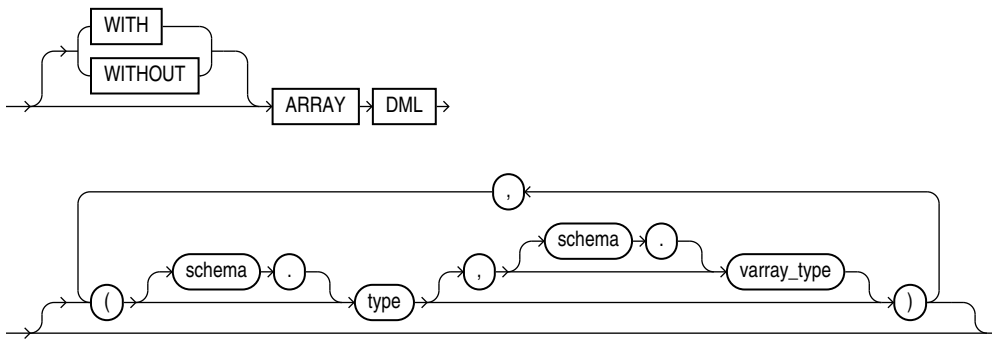 WITH
WITHOUT
ARRAY DML
,
schema .
schema . , varray_type
( type )